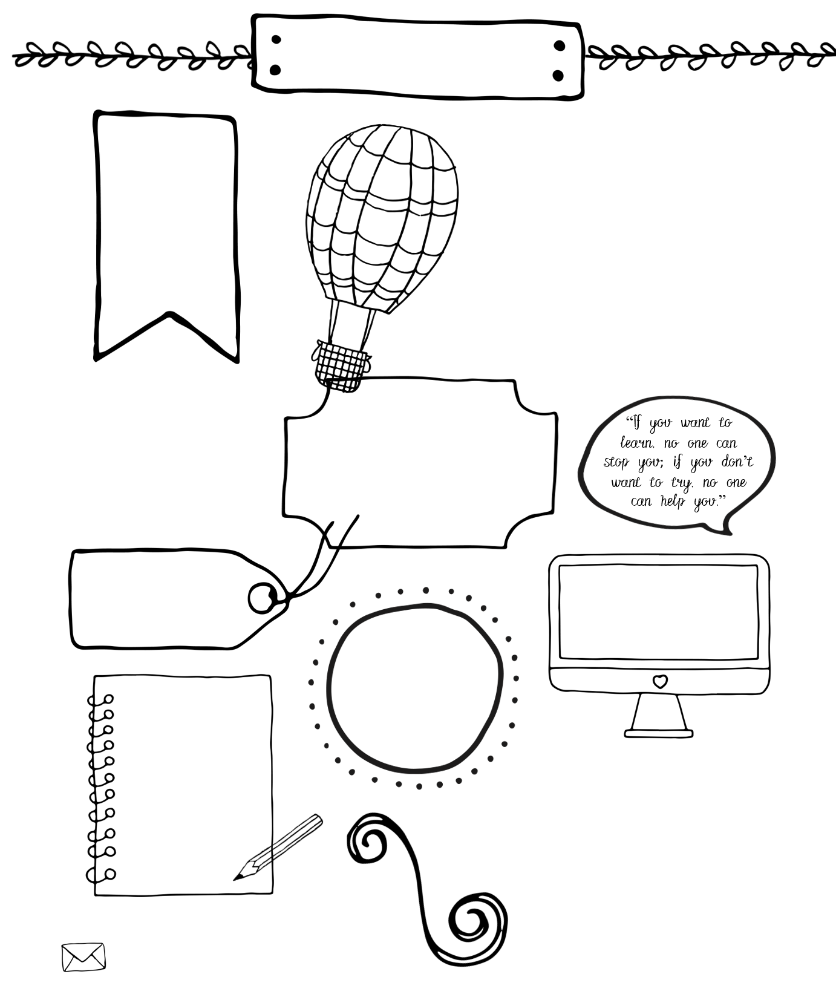 “If you want to
learn, no one can
stop you; if you don’t
want to try, no one
can help you.”